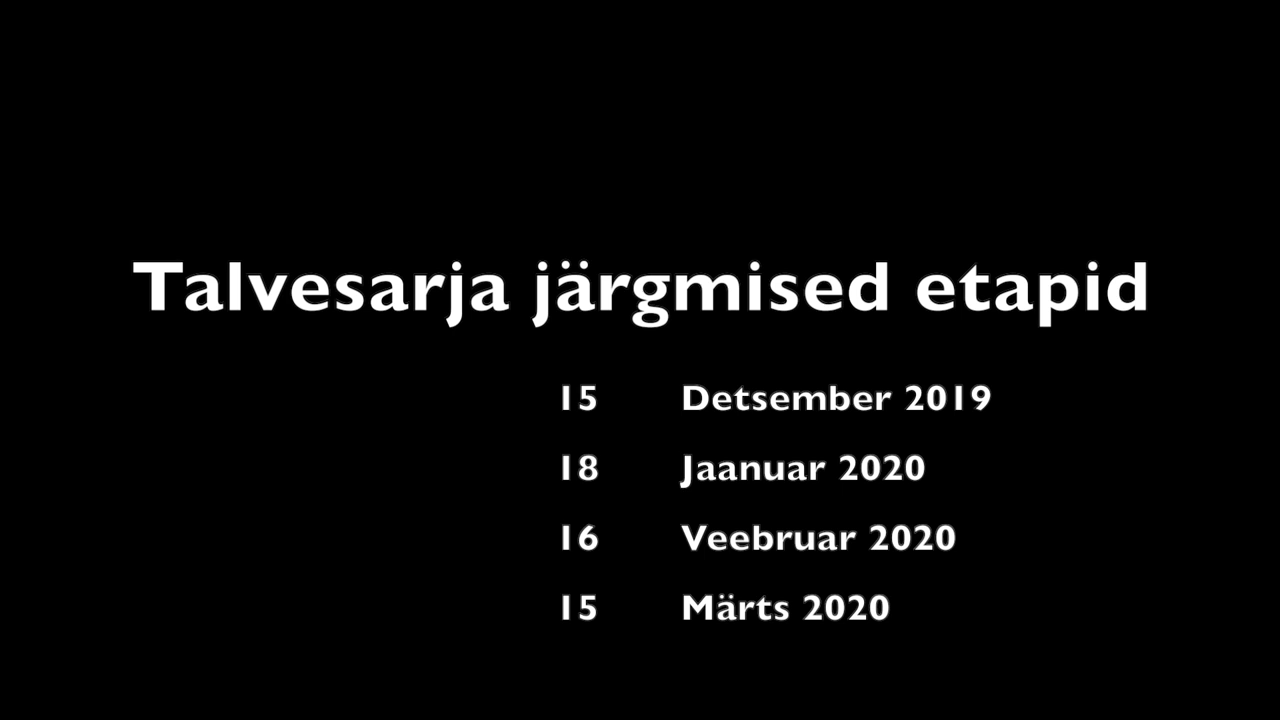 Talvesarja järgmised etapid
15 Detsember 2019
18 Jaanuar 2020
16 Veebruar 2020
15 Märts 2020